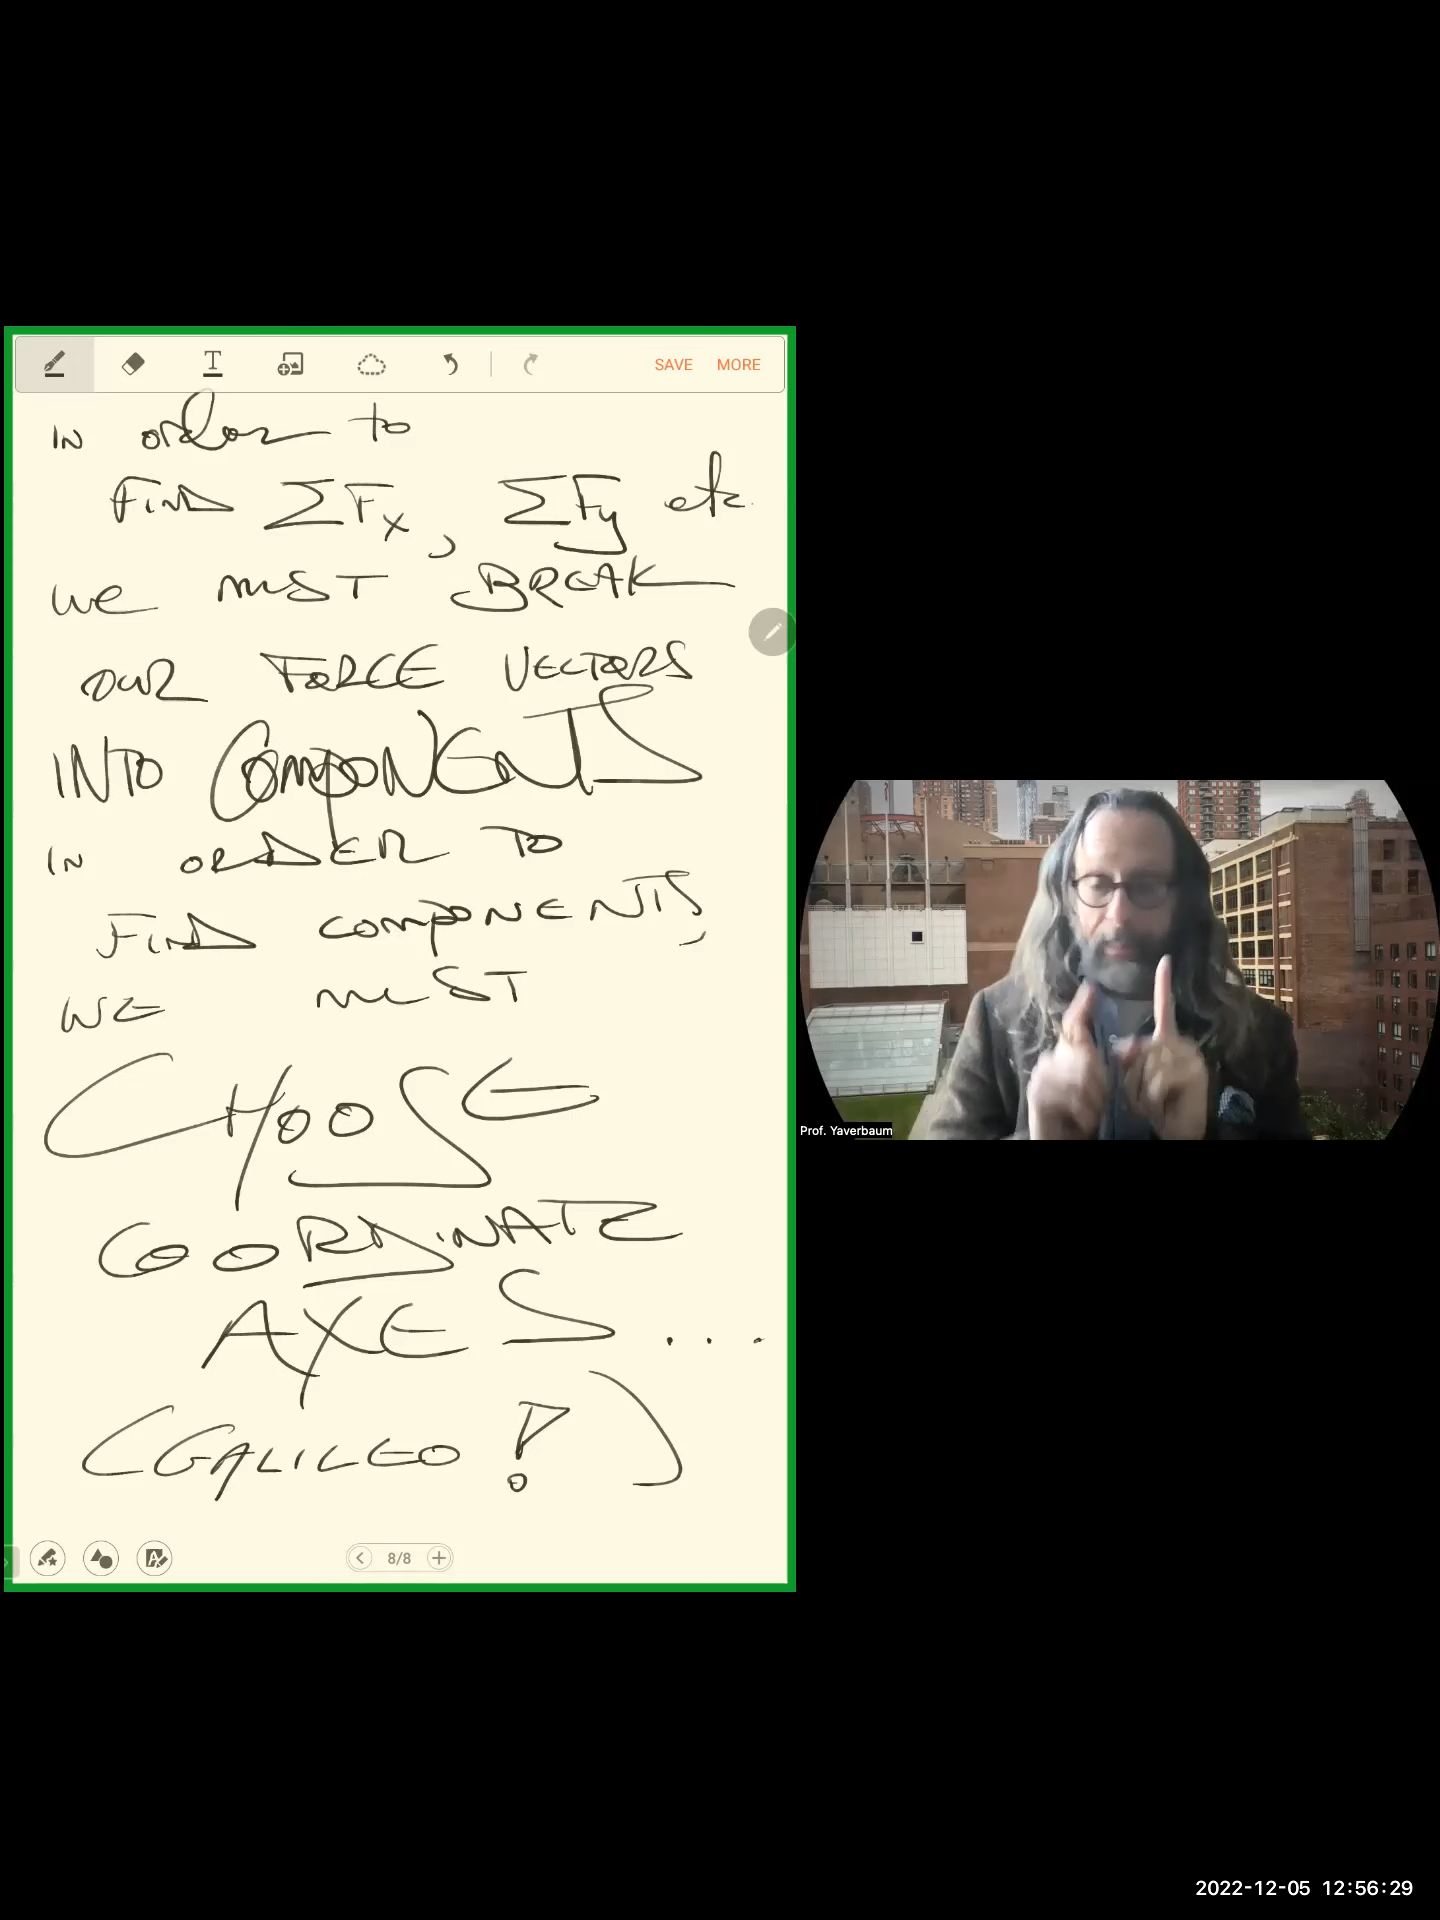 SAVE MORE
in order to
FIND ΣFx, ΣFy etc.
we must BREAK
OUR FORCE VECTORS
INTO COMPONENTS
IN ORDER TO
FIND COMPONENTS,
WE MUST
CHOOSE
COORDINATE
AXES...
(GALILEO!)
8/8
Prof. Yaverbaum
2022-12-05 12:56:29